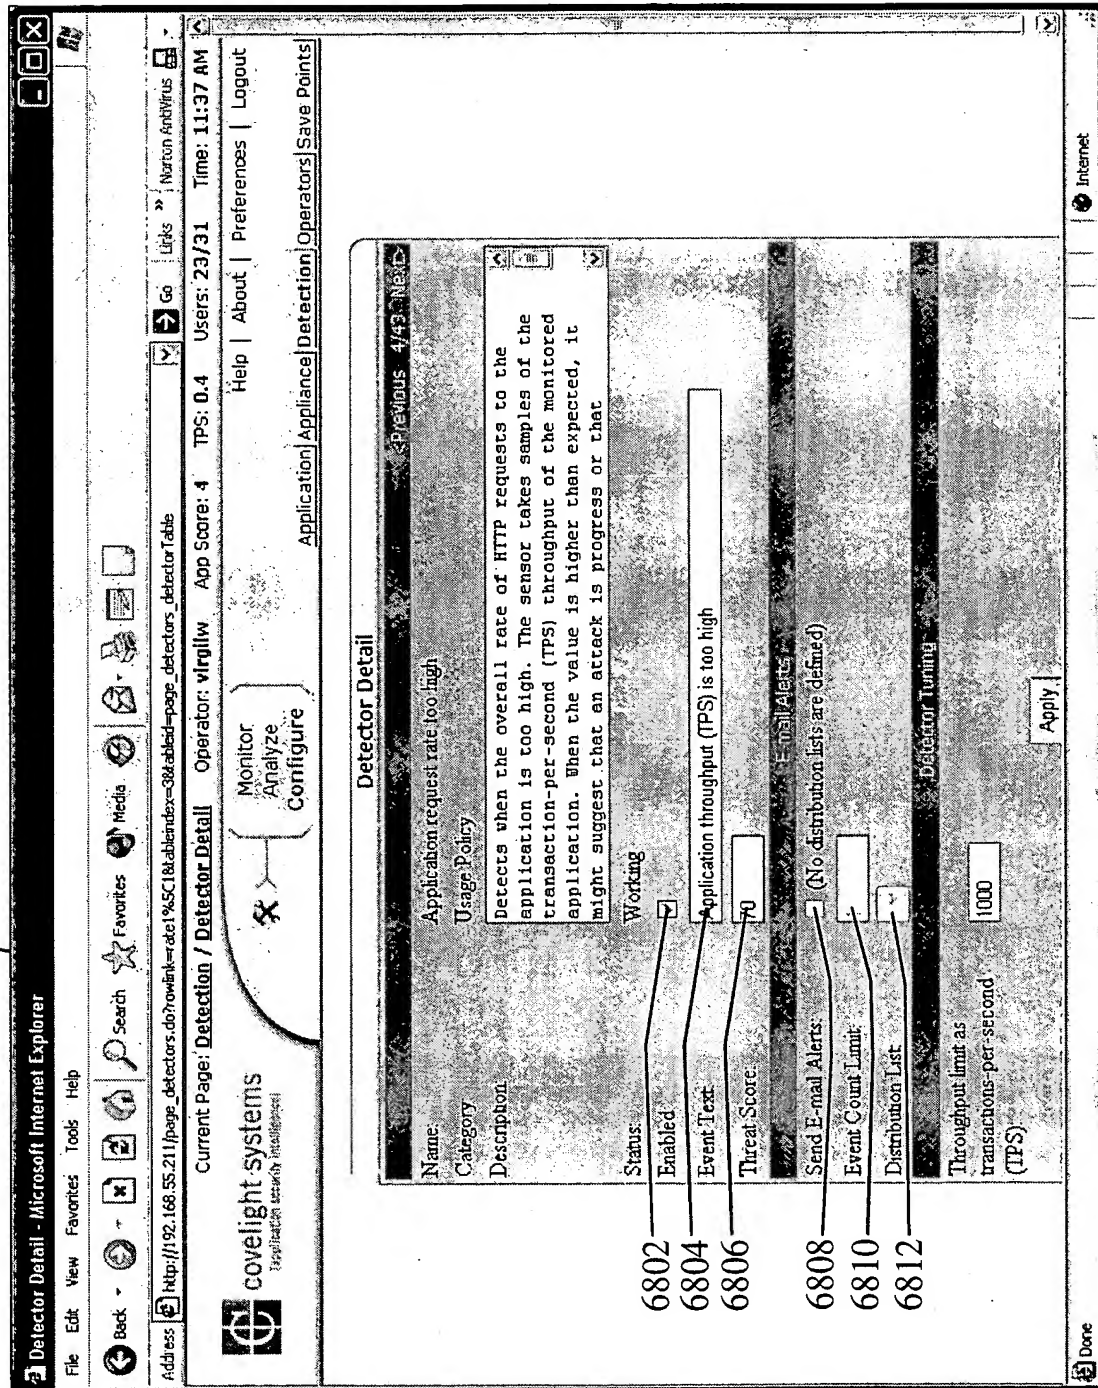 Detector Detail - Microsoft Internet Explorer
File Edit View Favorites Tools Help
Back Search Favorites Media
Address http://192.168.55.211/page_detectors.do?rowlink=rate1%5C1&tableindex=3&tableid=page_detectors_detectorTable Go Links » Norton AntiVirus
Current Page: Detection / Detector Detail Operator: virgilw App Score: 4 TPS: 0.4 Users: 23/31 Time: 11:37 AM
covelight systems
[application security intelligence]
Monitor
Analyze
Configure
Help | About | Preferences | Logout
Application| Appliance| Detection| Operators| Save Points|
Detector Detail
<Previous 4/43 Next>
Name: Application request rate too high
Category Usage Policy
Description: Detects when the overall rate of HTTP requests to the
application is too high. The sensor takes samples of the
transaction-per-second (TPS) throughput of the monitored
application. When the value is higher than expected, it
might suggest that an attack is progress or that
Status: Working
6802 Enabled
6804 Event Text: Application throughput (TPS) is too high
6806 Threat Score: 70
E-mail Alerts
6808 Send E-mail Alerts: (No distribution lists are defined)
6810 Event Count Limit:
6812 Distribution List:
Detector Tuning
Throughput limit as
transactions-per-second
(TPS) 1000
Apply
Done Internet